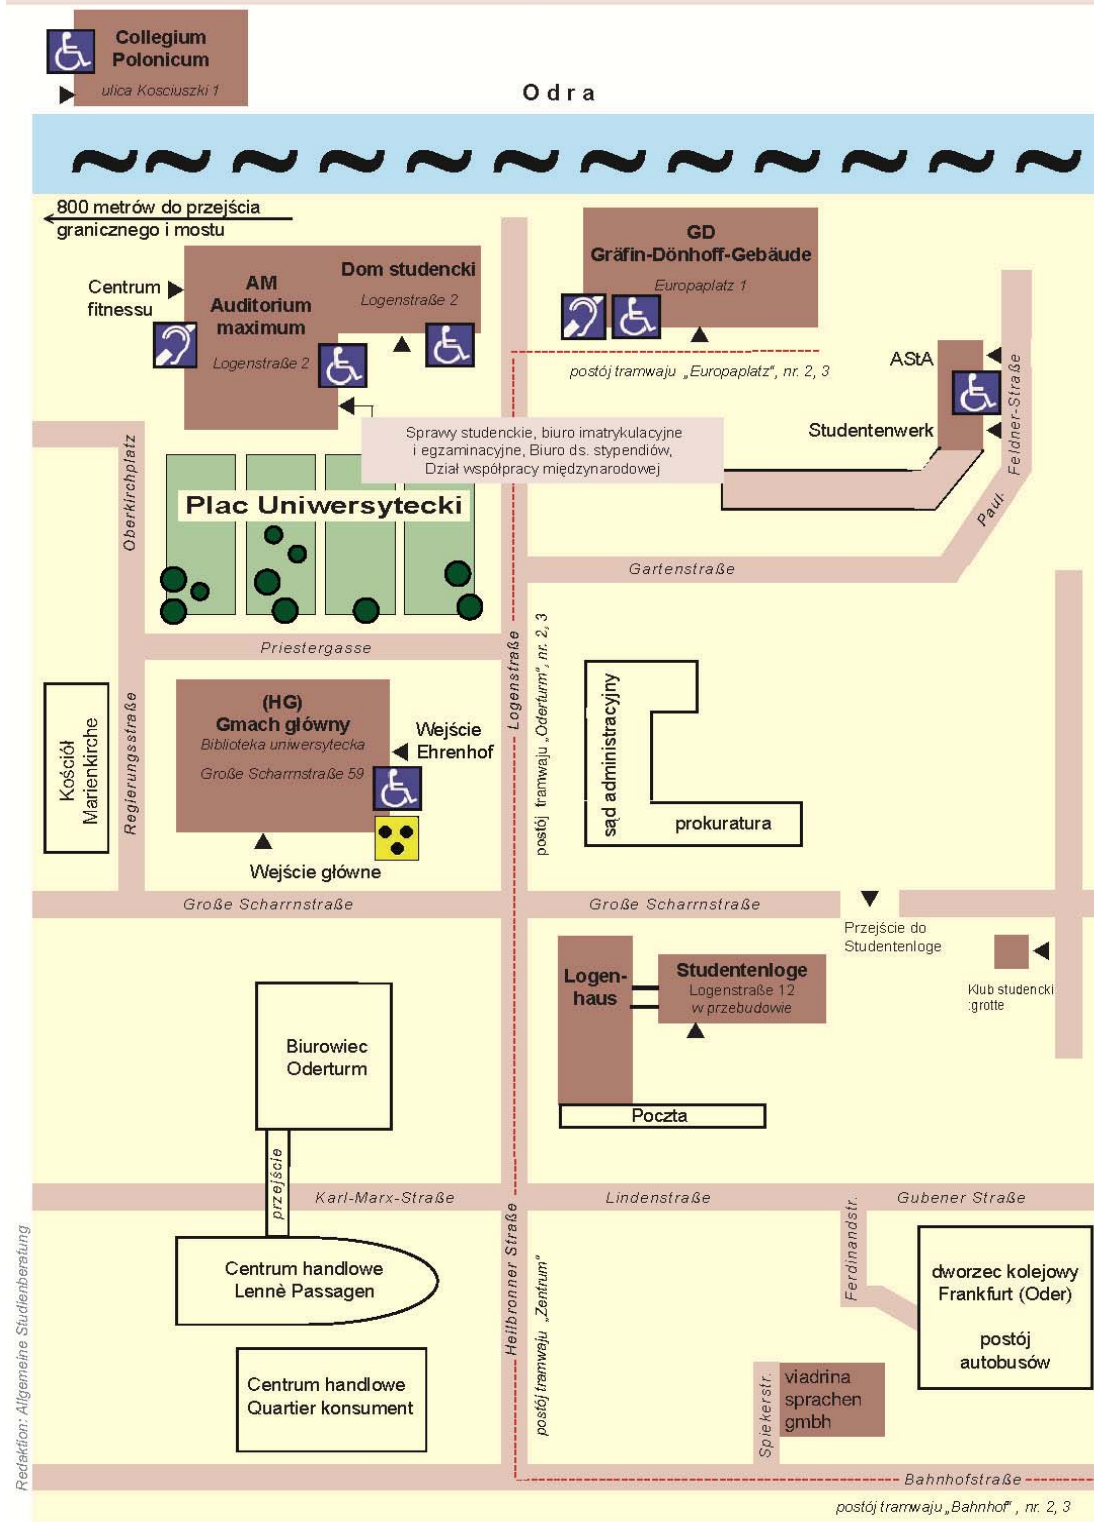 Collegium
Polonicum
ulica Kosciuszki 1
Odra
800 metrów do przejścia
granicznego i mostu
Centrum
fitnessu
AM
Auditorium
maximum
Logenstraße 2
Dom studencki
Logenstraße 2
GD
Gräfin-Dönhoff-Gebäude
Europaplatz 1
postój tramwaju „Europaplatz", nr. 2, 3
AStA
Studentenwerk
Paul-
Feldner-Straße
Sprawy studenckie, biuro imatrykulacyjne
i egzaminacyjne, Biuro ds. stypendiów,
Dział współpracy międzynarodowej
Oberkirchplatz
Plac Uniwersytecki
Gartenstraße
Priestergasse
Logenstraße
postój tramwaju „Oderturm", nr. 2, 3
Kościół
Marienkirche
Regierungsstraße
(HG)
Gmach główny
Biblioteka uniwersytecka
Große Scharrnstraße 59
Wejście
Ehrenhof
Wejście główne
sąd administracyjny
prokuratura
Große Scharrnstraße
Große Scharrnstraße
Przejście do
Studentenloge
Logen-
haus
Studentenloge
Logenstraße 12
w przebudowie
Klub studencki
:grotte
Biurowiec
Oderturm
Poczta
przejście
Karl-Marx-Straße
Lindenstraße
Gubener Straße
Ferdinandstr.
Centrum handlowe
Lennè Passagen
Heilbronner Straße
postój tramwaju „Zentrum"
dworzec kolejowy
Frankfurt (Oder)
postój
autobusów
Centrum handlowe
Quartier konsument
Spiekerstr.
viadrina
sprachen
gmbh
Bahnhofstraße
postój tramwaju „Bahnhof" , nr. 2, 3
Redaktion: Allgemeine Studienberatung